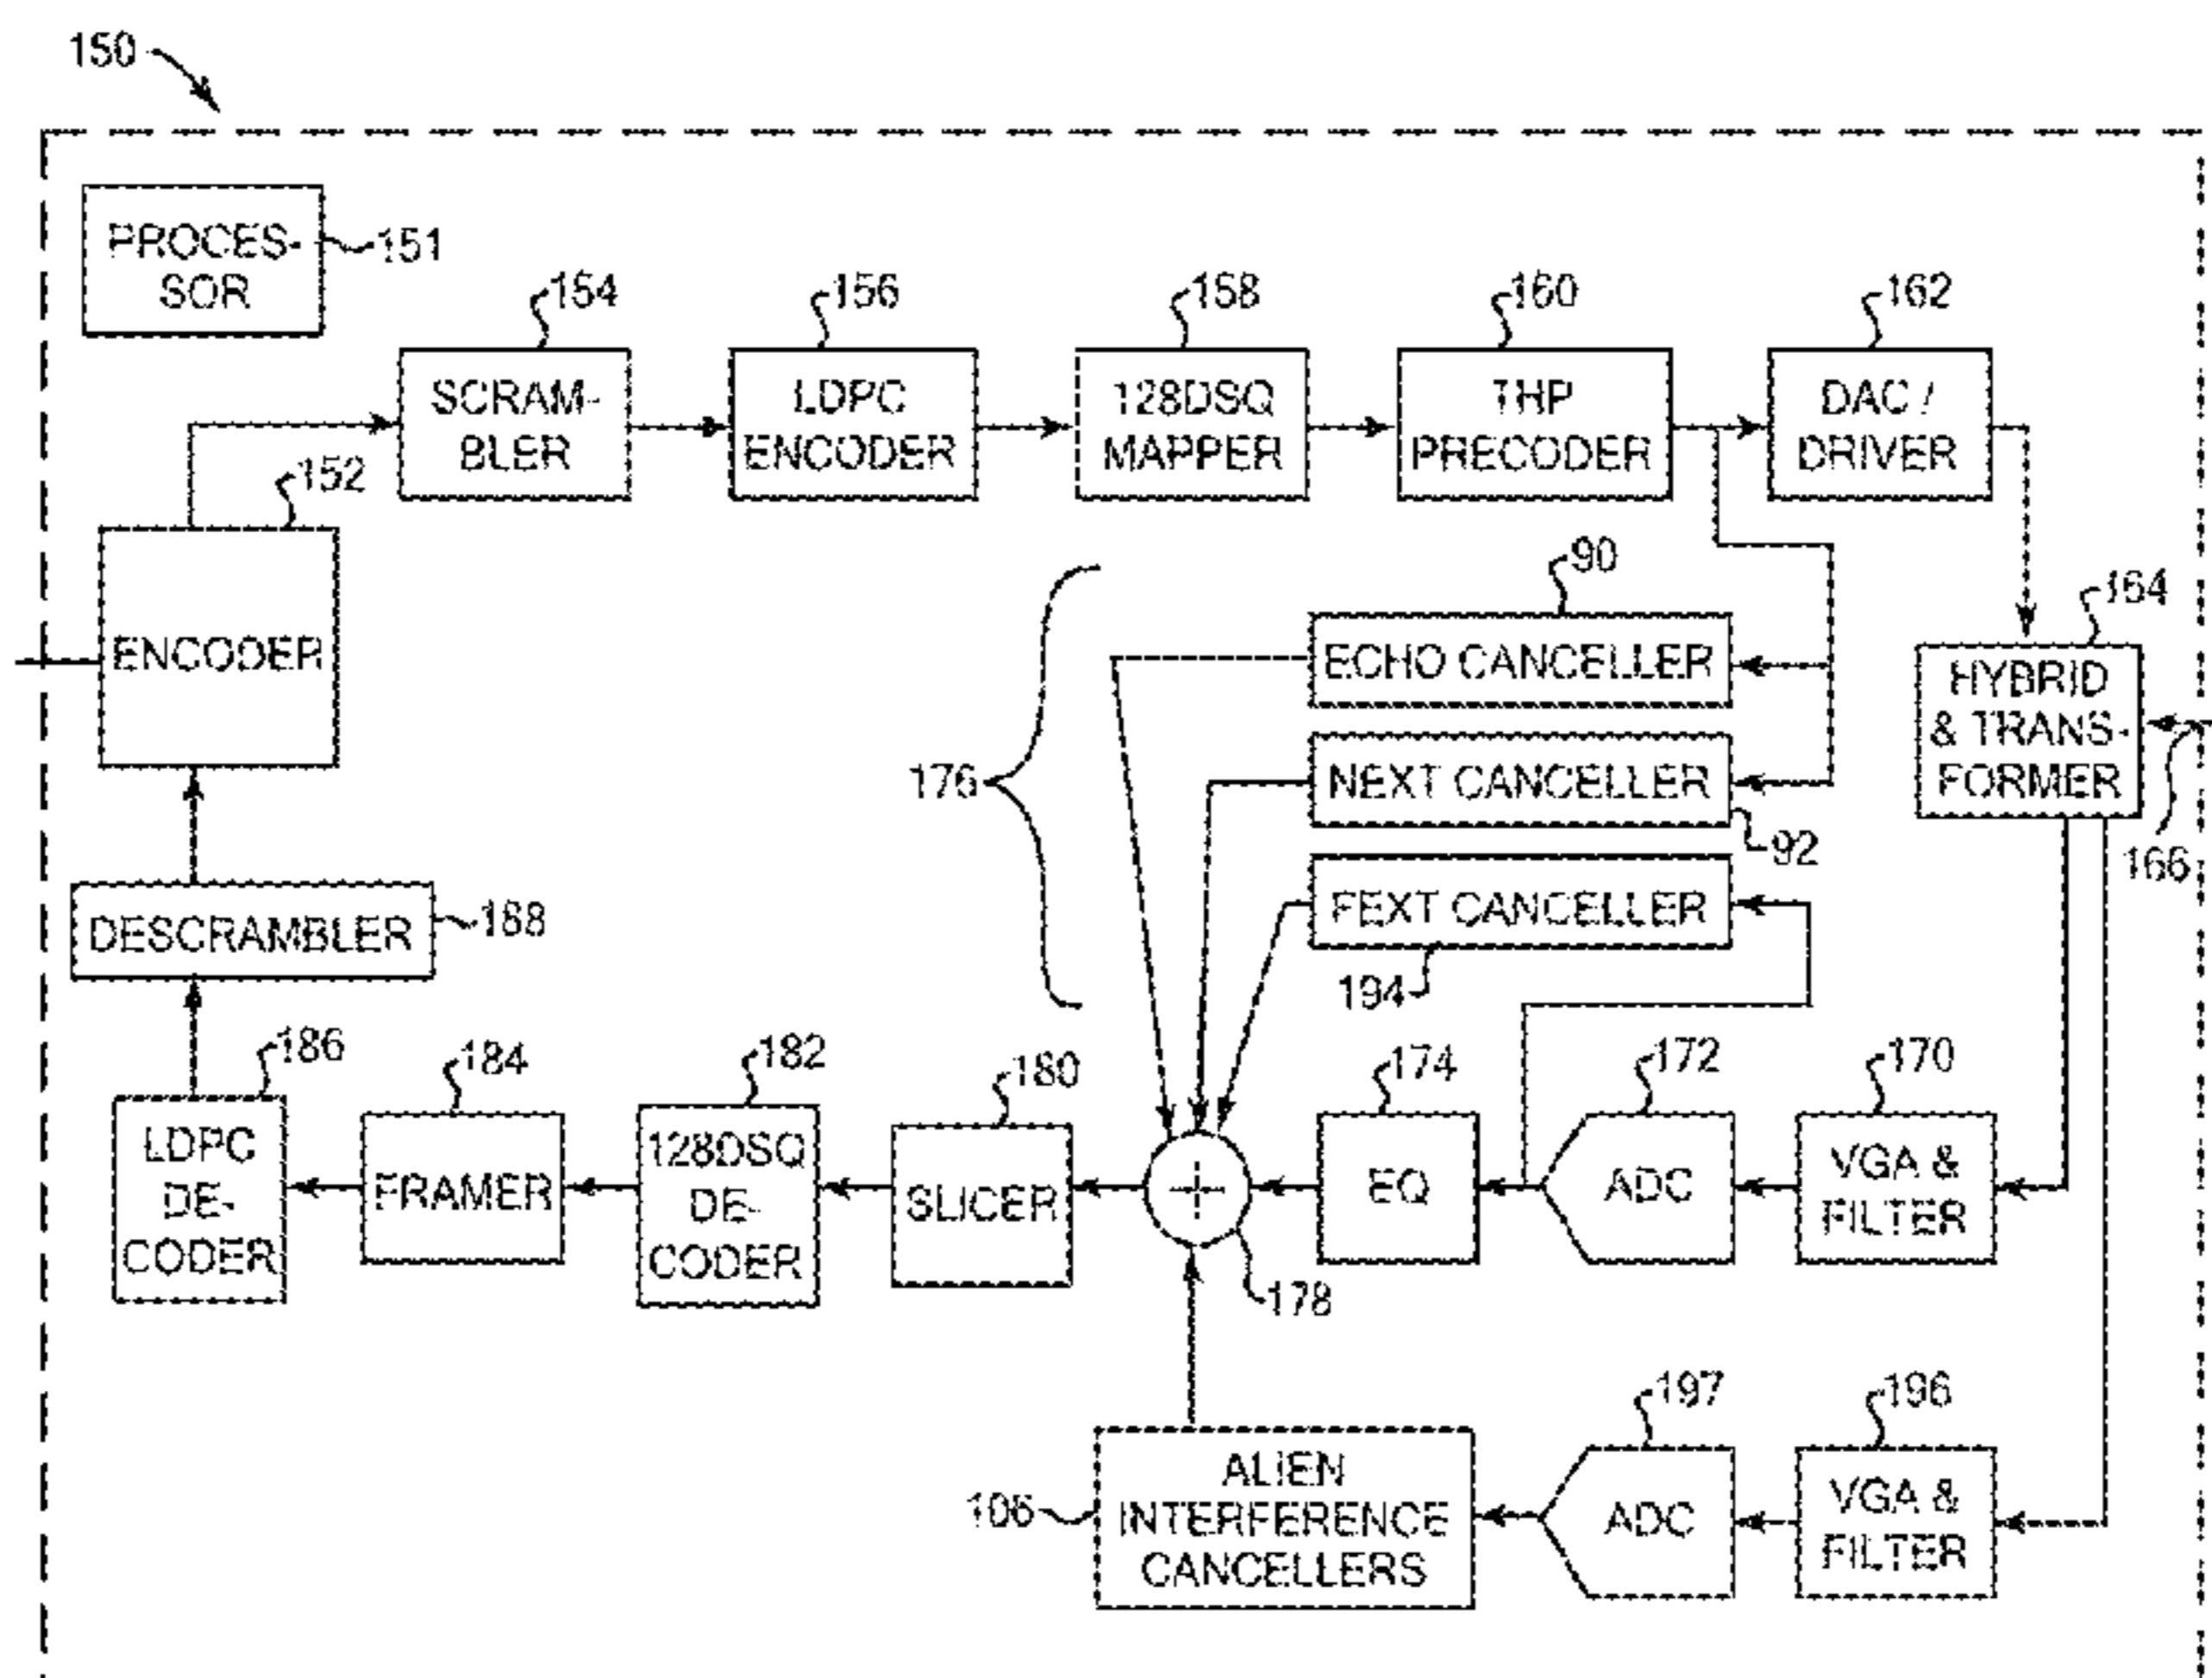 150
PROCES-
SOR
151
154
156
158
160
162
SCRAM-
BLER
LDPC
ENCODER
128DSQ
MAPPER
THP
PRECODER
DAC /
DRIVER
152
ENCODER
90
ECHO CANCELLER
164
HYBRID
& TRANS-
FORMER
176
NEXT CANCELLER
92
166
FEXT CANCELLER
194
DESCRAMBLER
188
186
184
182
180
174
172
170
LDPC
DE-
CODER
FRAMER
128DSQ
DE-
CODER
SLICER
+
178
EQ
ADC
VGA &
FILTER
197
196
106
ALIEN
INTERFERENCE
CANCELLERS
ADC
VGA &
FILTER